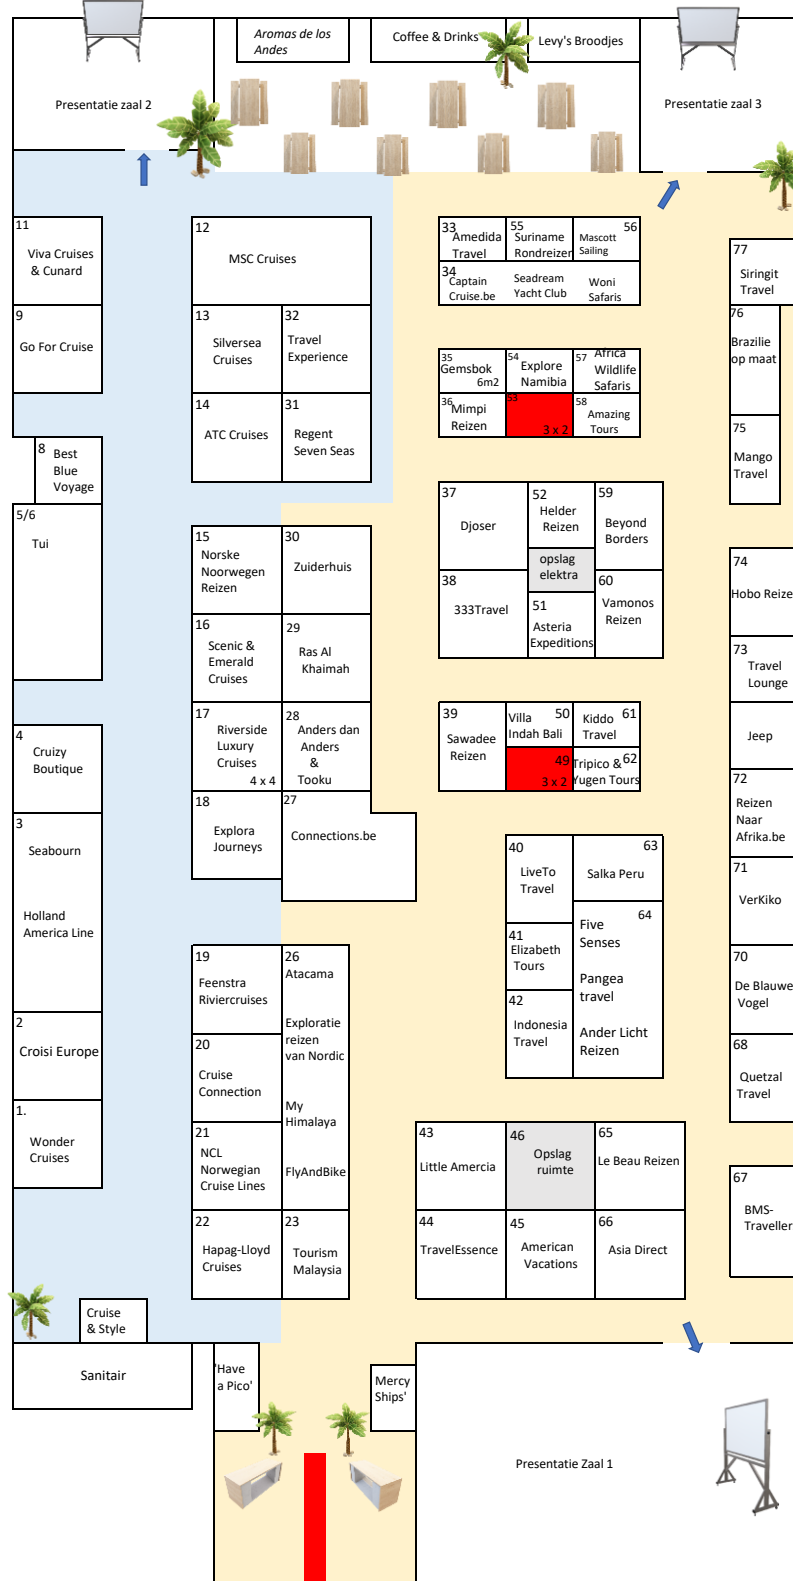 Aromas de los
Andes
Coffee & Drinks
Levy's Broodjes
Presentatie zaal 2
Presentatie zaal 3
11
Viva Cruises
& Cunard
9
Go For Cruise
8
Best
Blue
Voyage
5/6
Tui
4
Cruizy
Boutique
3
Seabourn
Holland
America Line
2
Croisi Europe
1.
Wonder
Cruises
Cruise
& Style
Sanitair
12
MSC Cruises
13
Silversea
Cruises
32
Travel
Experience
14
ATC Cruises
31
Regent
Seven Seas
15
Norske
Noorwegen
Reizen
30
Zuiderhuis
16
Scenic &
Emerald
Cruises
29
Ras Al
Khaimah
17
Riverside
Luxury
Cruises
4 x 4
28
Anders dan
Anders
&
Tooku
18
Explora
Journeys
27
Connections.be
19
Feenstra
Riviercruises
26
Atacama
Exploratie
reizen
van Nordic
My
Himalaya
FlyAndBike
20
Cruise
Connection
21
NCL
Norwegian
Cruise Lines
22
Hapag-Lloyd
Cruises
23
Tourism
Malaysia
33
Amedida
Travel
55
Suriname
Rondreizen
56
Mascott
Sailing
34
Captain
Cruise.be
Seadream
Yacht Club
Woni
Safaris
35
Gemsbok
6m2
54
Explore
Namibia
57
Africa
Wildlife
Safaris
36
Mimpi
Reizen
53
3 x 2
58
Amazing
Tours
37
Djoser
52
Helder
Reizen
59
Beyond
Borders
opslag
elektra
38
333Travel
51
Asteria
Expeditions
60
Vamonos
Reizen
39
Sawadee
Reizen
Villa
50
Indah Bali
Kiddo
61
Travel
49
3 x 2
Tripico &
62
Yugen Tours
40
LiveTo
Travel
63
Salka Peru
41
Elizabeth
Tours
64
Five
Senses
Pangea
travel
Ander Licht
Reizen
42
Indonesia
Travel
43
Little Amercia
46
Opslag
ruimte
65
Le Beau Reizen
44
TravelEssence
45
American
Vacations
66
Asia Direct
77
Siringit
Travel
76
Brazilie
op maat
75
Mango
Travel
74
Hobo Reize
73
Travel
Lounge
Jeep
72
Reizen
Naar
Afrika.be
71
VerKiko
70
De Blauwe
Vogel
68
Quetzal
Travel
67
BMS-
Traveller
'Have
a Pico'
Mercy
Ships'
Presentatie Zaal 1